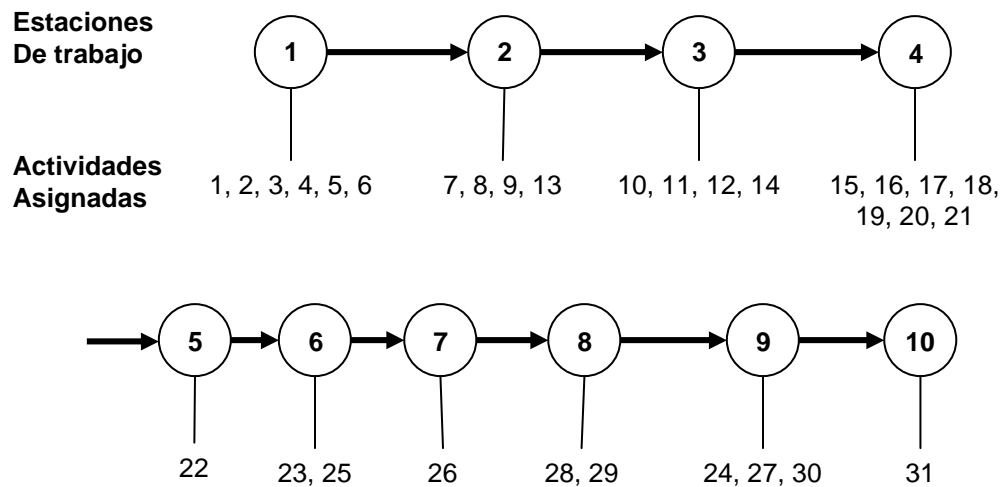 Estaciones
De trabajo
1
2
3
4
Actividades
Asignadas
1, 2, 3, 4, 5, 6
7, 8, 9, 13
10, 11, 12, 14
15, 16, 17, 18,
19, 20, 21
5
6
7
8
9
10
22
23, 25
26
28, 29
24, 27, 30
31